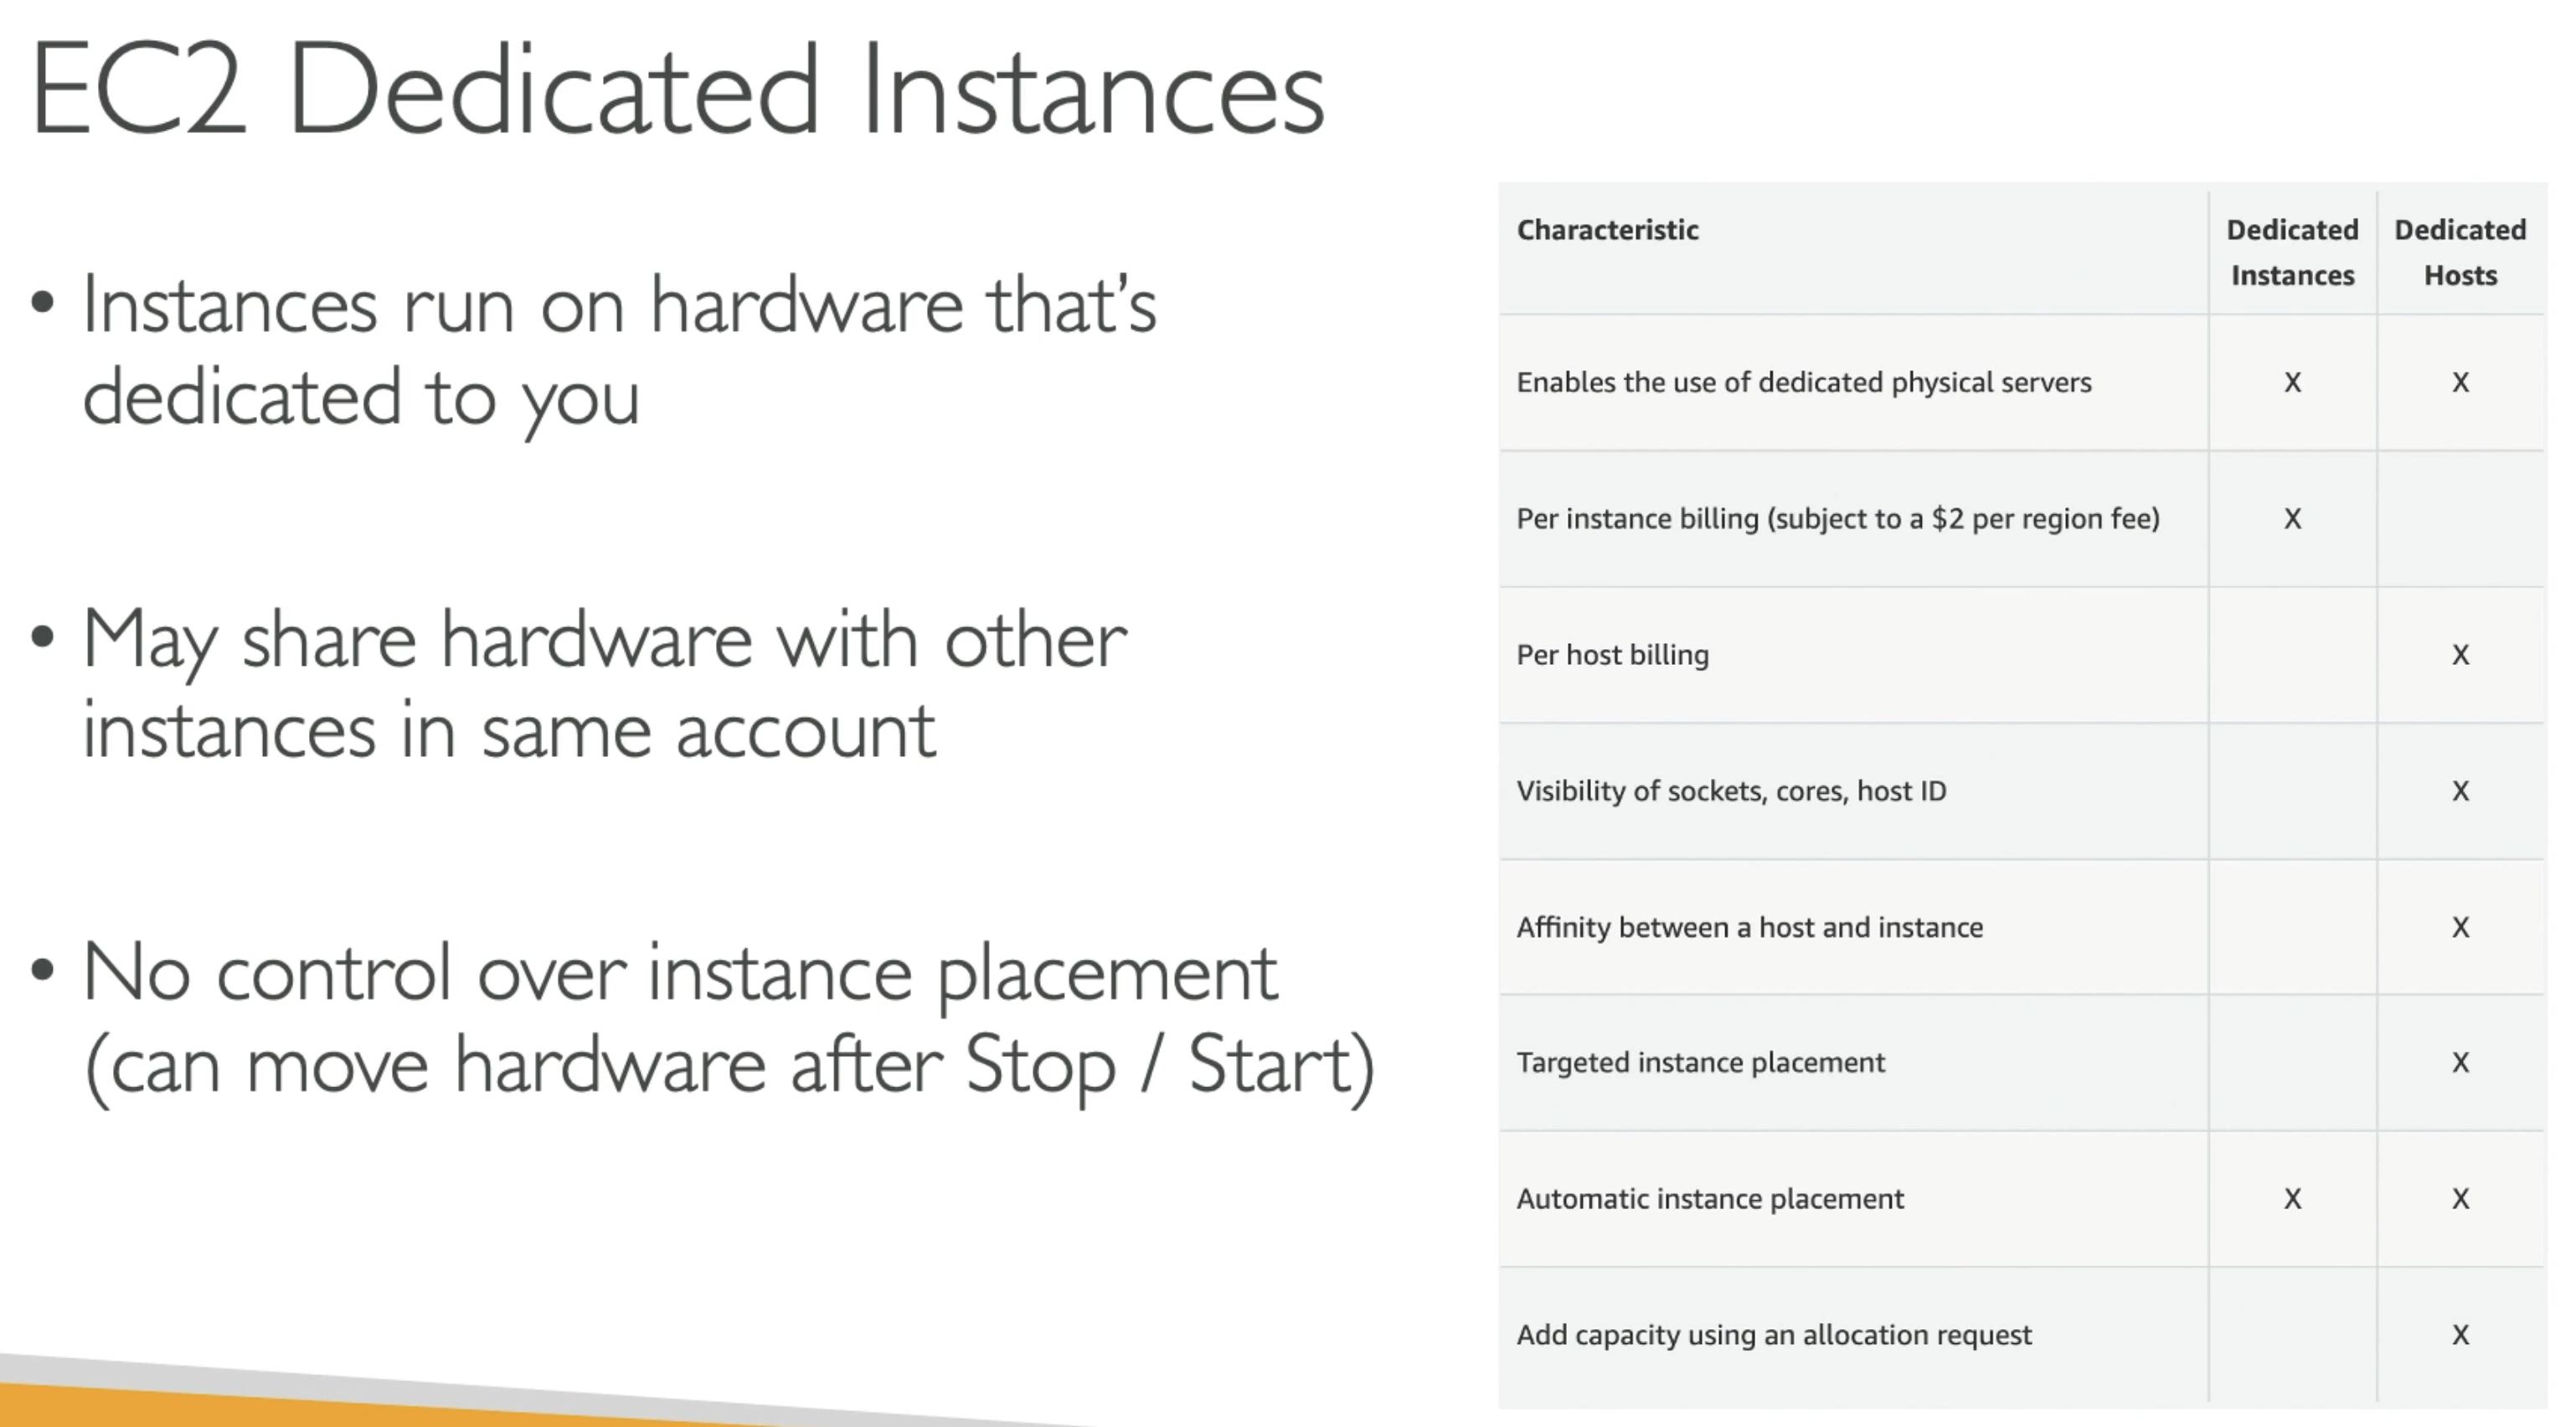 EC2 Dedicated Instances
• Instances run on hardware that’s
dedicated to you
• May share hardware with other
instances in same account
• No control over instance placement
(can move hardware after Stop / Start)
Characteristic Dedicated Instances Dedicated Hosts
Enables the use of dedicated physical servers X X
Per instance billing (subject to a $2 per region fee) X
Per host billing X
Visibility of sockets, cores, host ID X
Affinity between a host and instance X
Targeted instance placement X
Automatic instance placement X X
Add capacity using an allocation request X